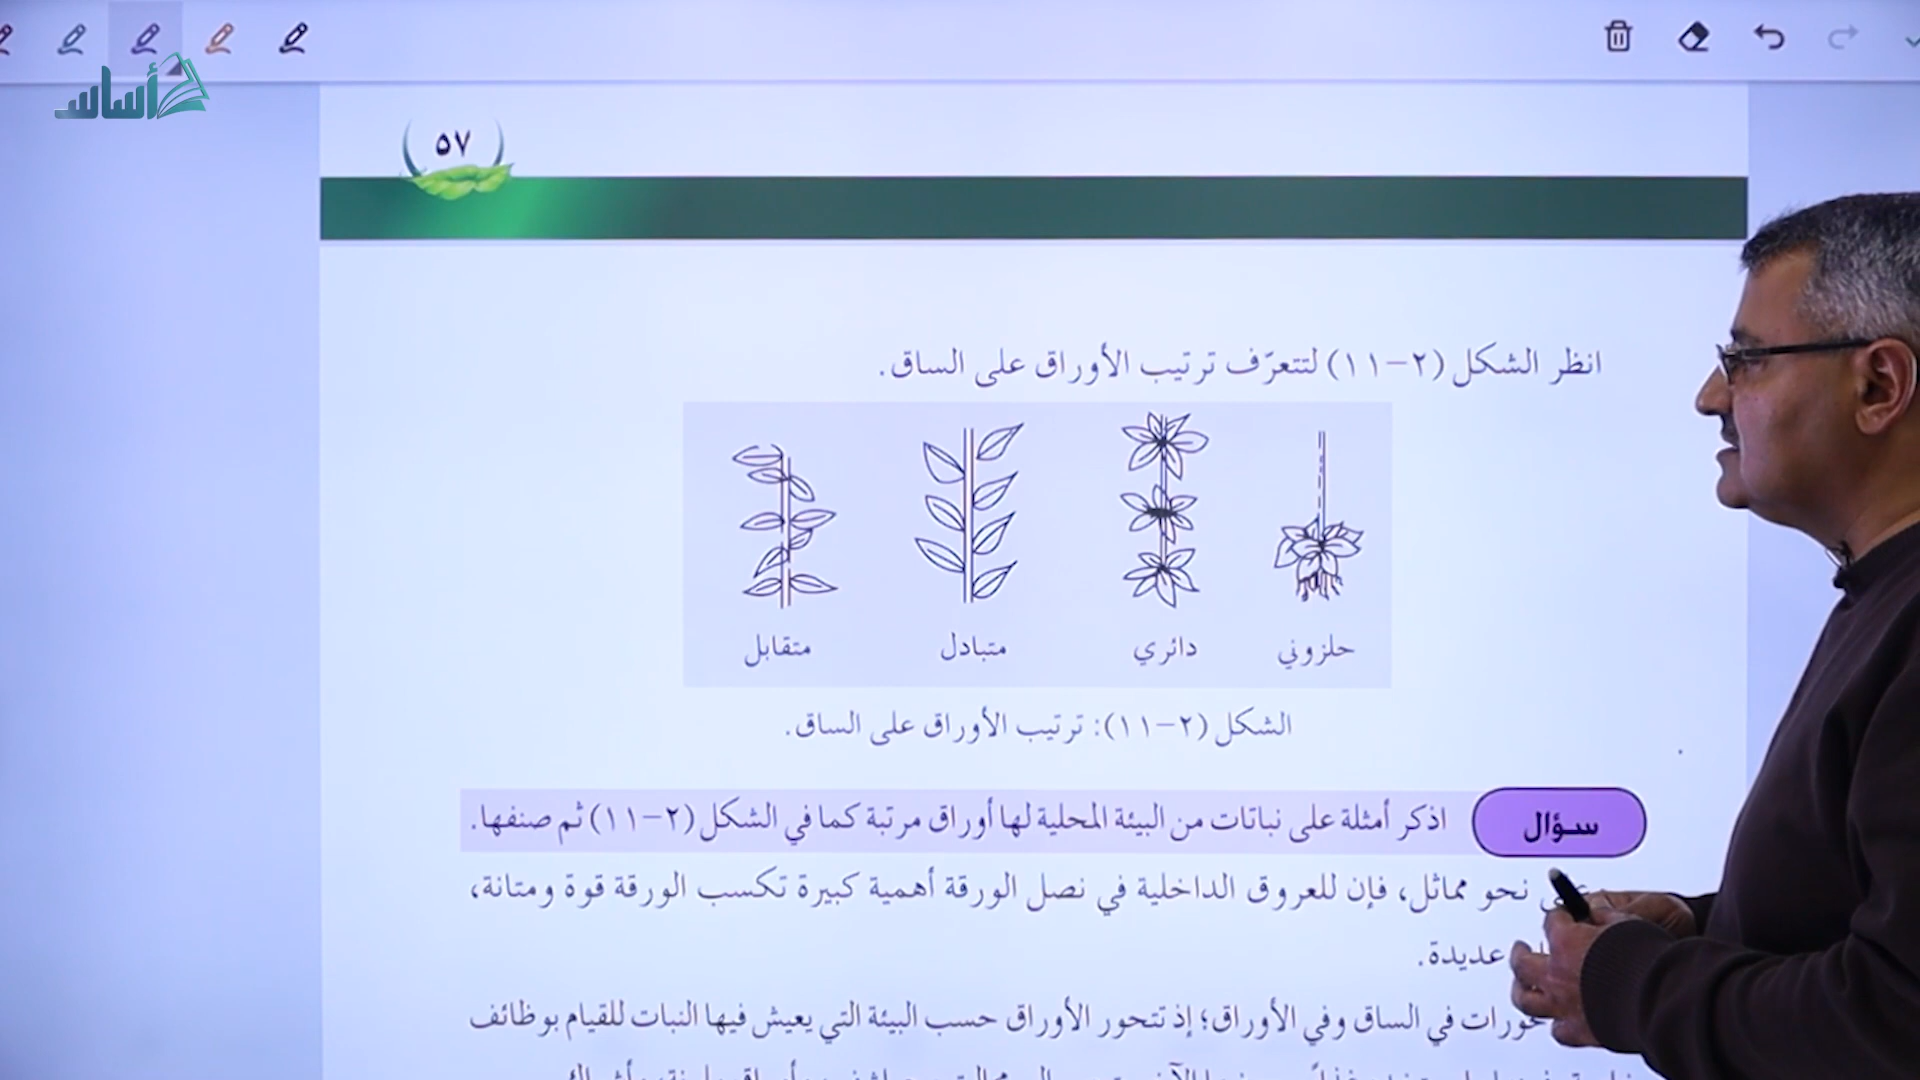 أساس
٥٧
انظر الشكل (٢-١١) لتتعرّف ترتيب الأوراق على الساق.
حلزوني
دائري
متبادل
متقابل
الشكل (٢-١١): ترتيب الأوراق على الساق.
سؤال
اذكر أمثلة على نباتات من البيئة المحلية لها أوراق مرتبة كما في الشكل (٢-١١) ثم صنفها.
نحو مماثل، فإن للعروق الداخلية في نصل الورقة أهمية كبيرة تكسب الورقة قوة ومتانة،
عديدة.
في الساق وفي الأوراق؛ إذ تتحور الأوراق حسب البيئة التي يعيش فيها النبات للقيام بوظائف